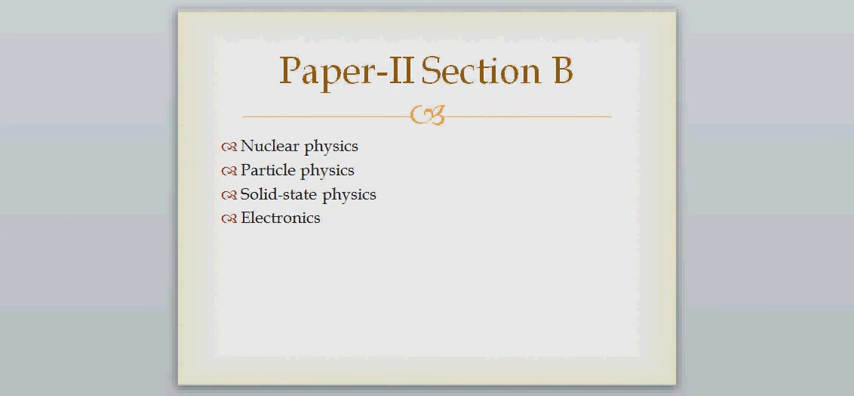 Paper-II Section B
Nuclear physics
Particle physics
Solid-state physics
Electronics